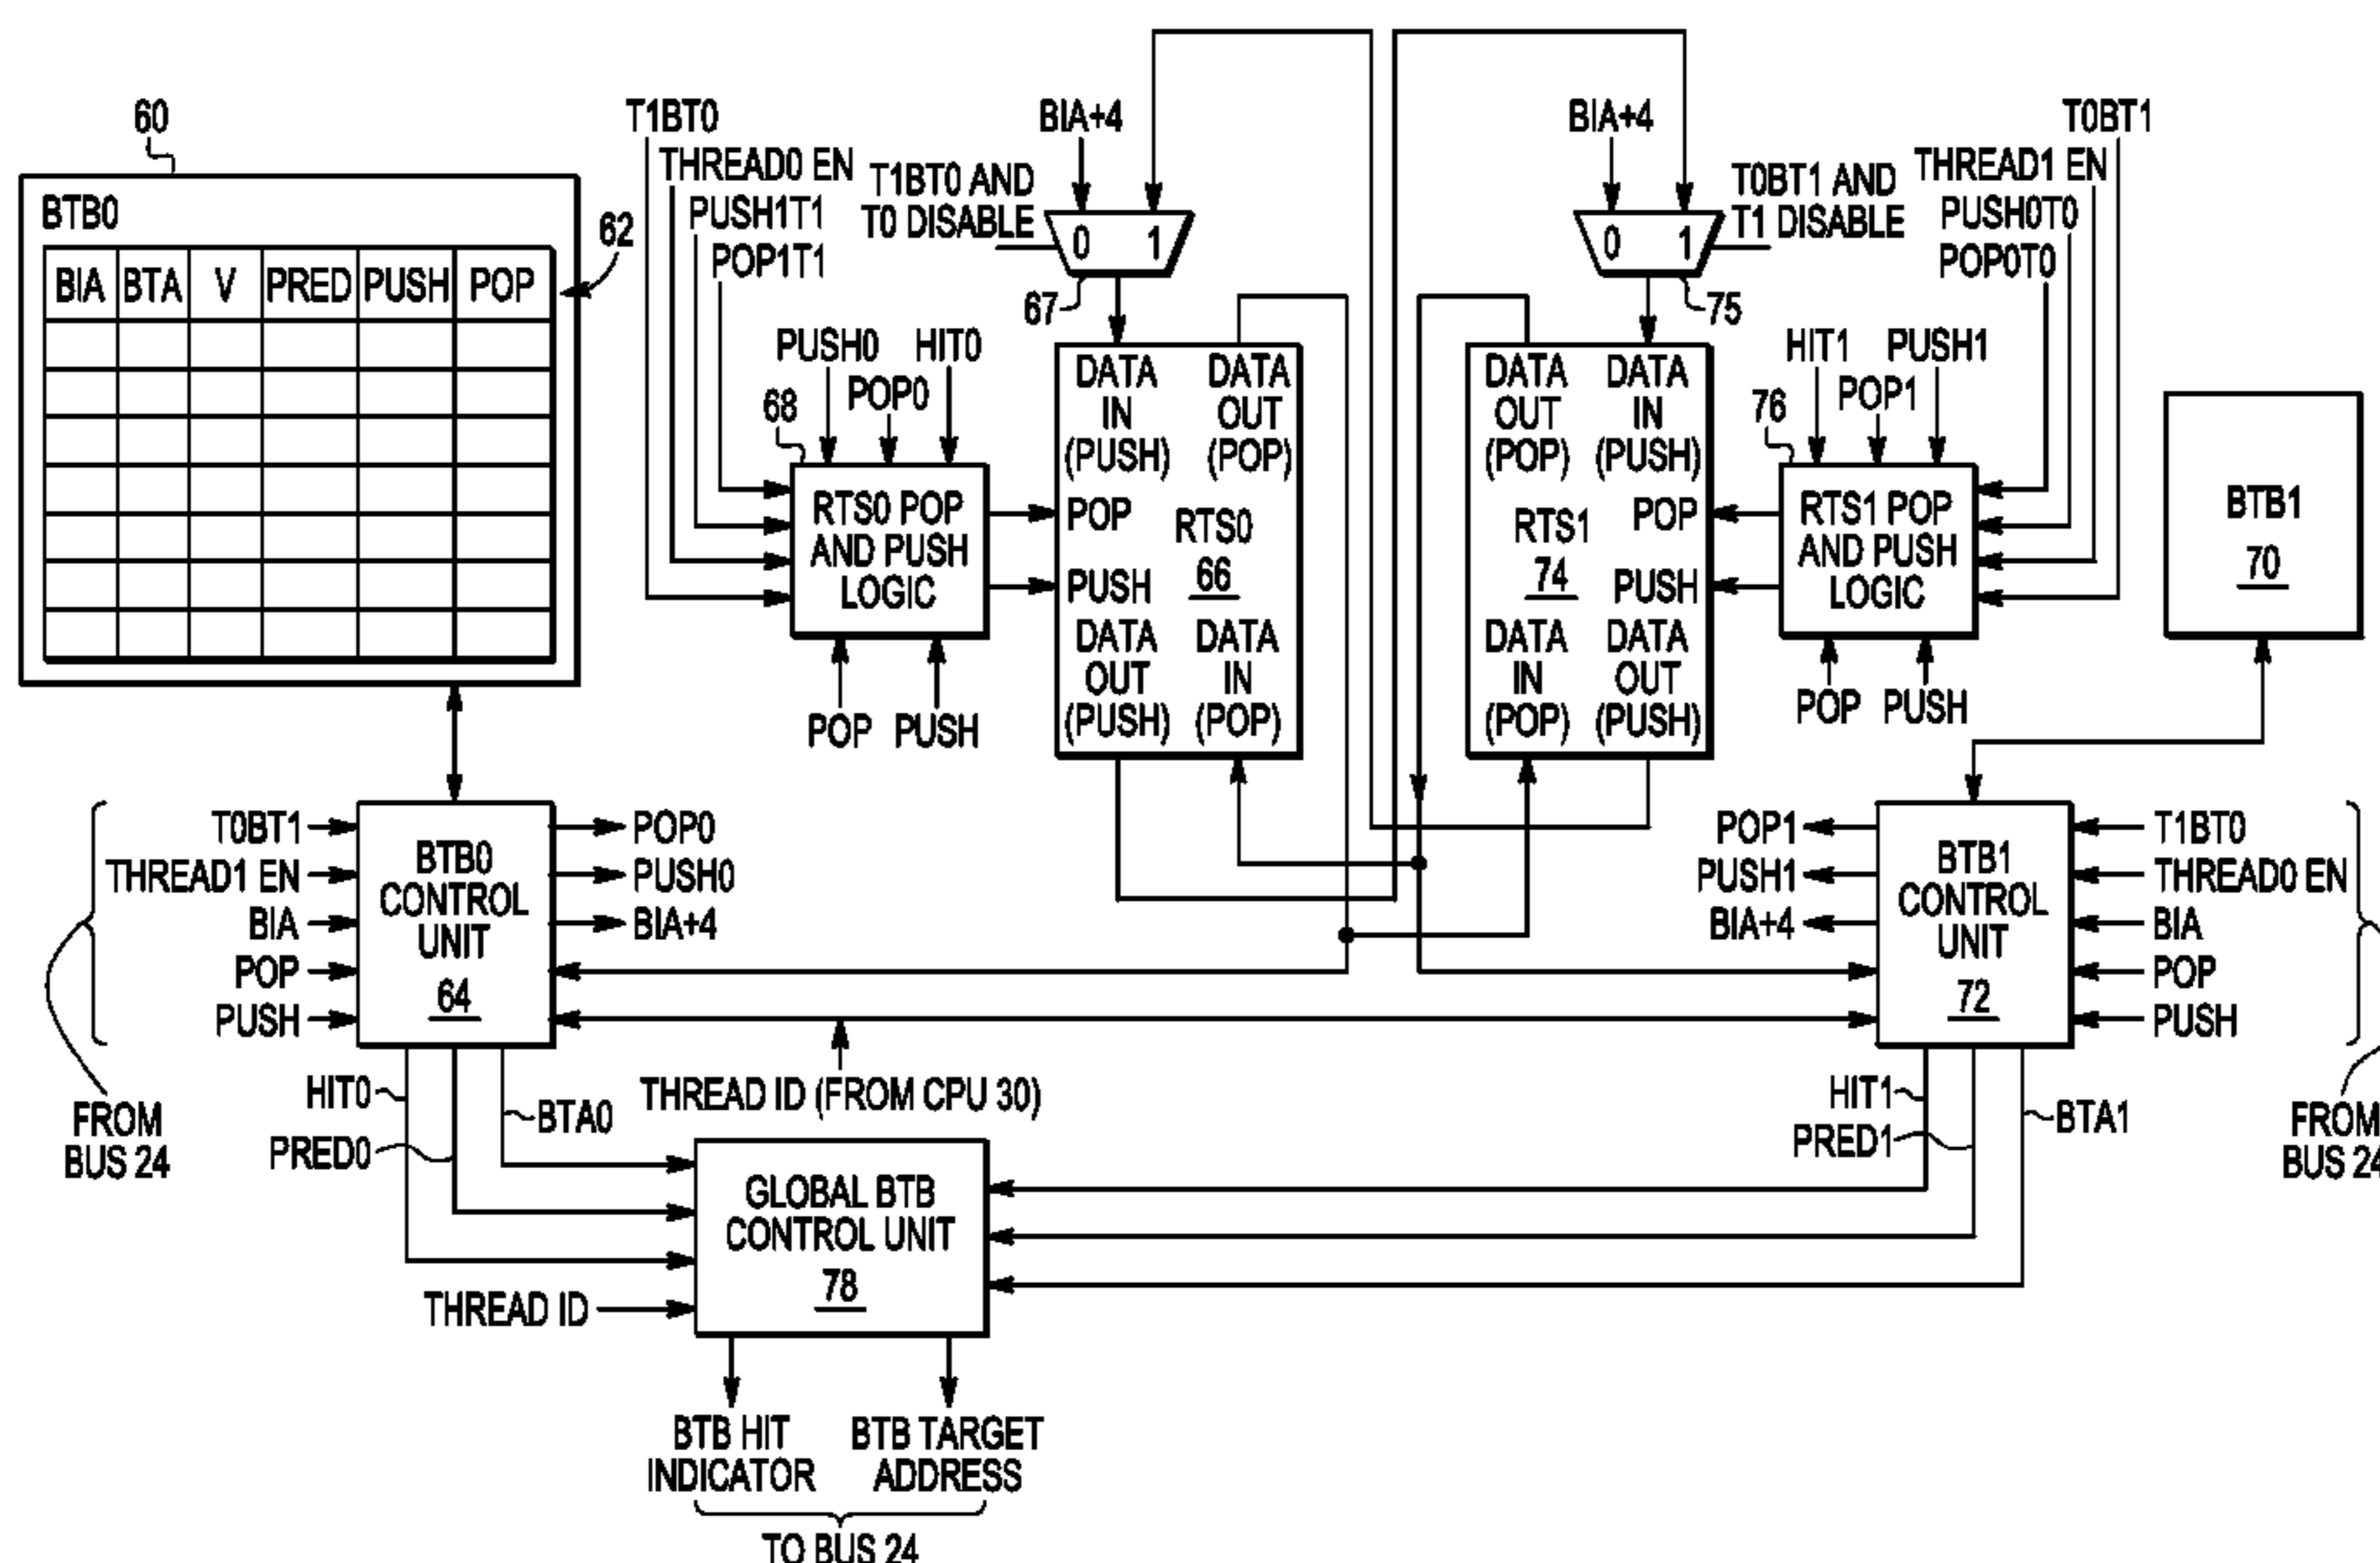 60
BTB0
BIA BTA V PRED PUSH POP
62
T1BT0
THREAD0 EN
PUSH1T1
POP1T1
T1BT0 AND
T0 DISABLE
BIA+4
0 1
67
BIA+4
0 1
75
T0BT1 AND
T1 DISABLE
T0BT1
THREAD1 EN
PUSH0T0
POP0T0
PUSH0
HIT0
POP0
68
RTS0 POP
AND PUSH
LOGIC
POP PUSH
DATA
IN
(PUSH)
DATA
OUT
(POP)
POP
RTS0
66
PUSH
DATA
OUT
(PUSH)
DATA
IN
(POP)
DATA
OUT
(POP)
DATA
IN
(PUSH)
POP
RTS1
74
PUSH
DATA
IN
(POP)
DATA
OUT
(PUSH)
HIT1
PUSH1
POP1
76
RTS1 POP
AND PUSH
LOGIC
POP PUSH
BTB1
70
T0BT1
THREAD1 EN
BIA
POP
PUSH
FROM
BUS 24
BTB0
CONTROL
UNIT
64
POP0
PUSH0
BIA+4
POP1
PUSH1
BIA+4
BTB1
CONTROL
UNIT
72
T1BT0
THREAD0 EN
BIA
POP
PUSH
FROM
BUS 24
HIT0
PRED0
BTA0
THREAD ID (FROM CPU 30)
HIT1
PRED1
BTA1
GLOBAL BTB
CONTROL UNIT
78
THREAD ID
BTB HIT
INDICATOR
BTB TARGET
ADDRESS
TO BUS 24